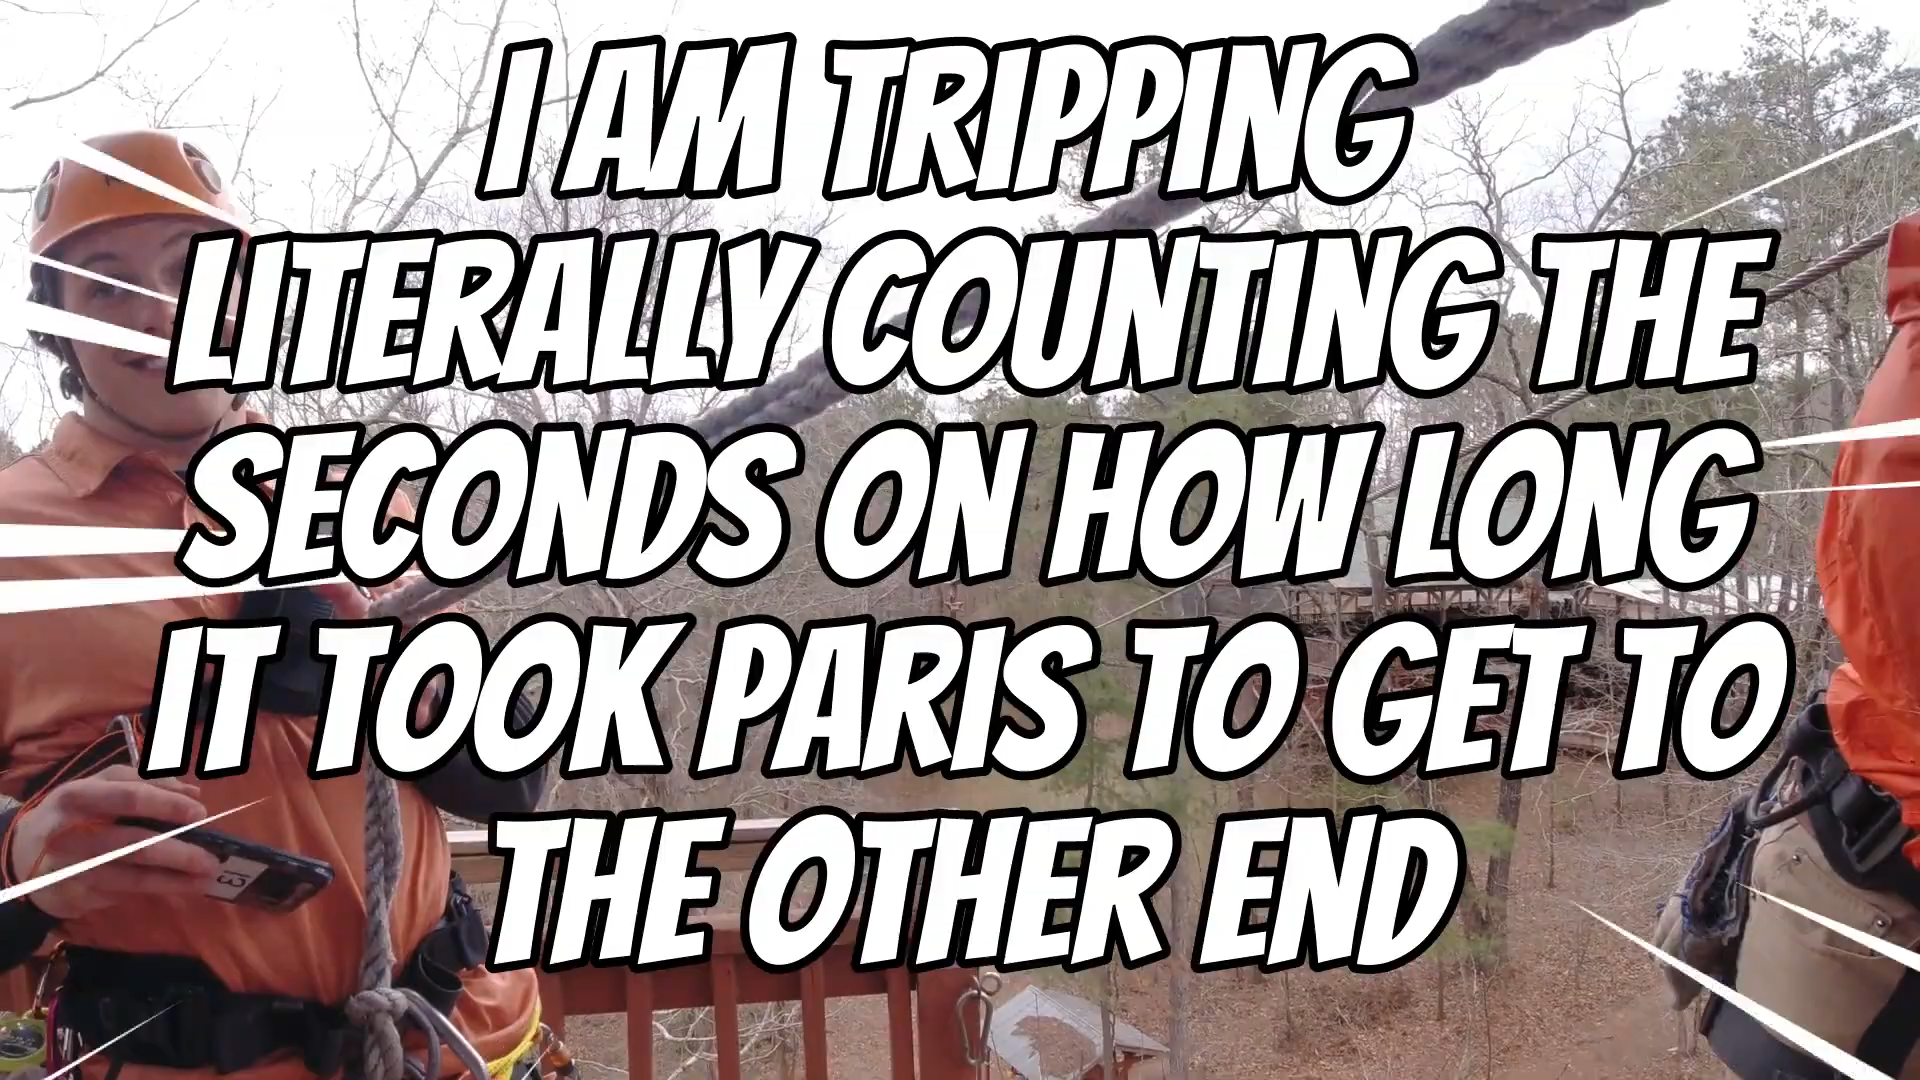 I AM TRIPPING
LITERALLY COUNTING THE
SECONDS ON HOW LONG
IT TOOK PARIS TO GET TO
THE OTHER END